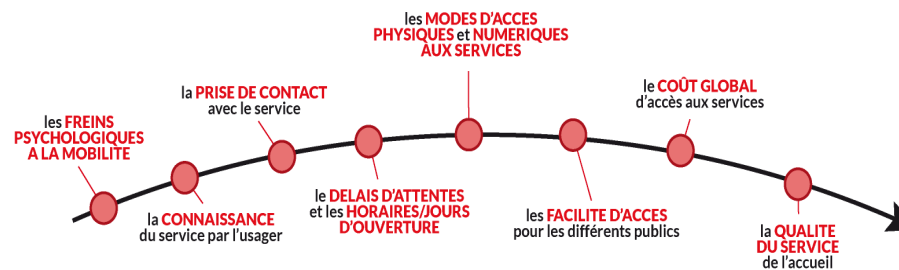 les FREINS
PSYCHOLOGIQUES
A LA MOBILITE
la CONNAISSANCE
du service par l'usager
la PRISE DE CONTACT
avec le service
le DELAIS D'ATTENTES
et les HORAIRES/JOURS
D'OUVERTURE
les MODES D'ACCES
PHYSIQUES et NUMERIQUES
AUX SERVICES
les FACILITE D'ACCES
pour les différents publics
le COÛT GLOBAL
d'accès aux services
la QUALITE
DU SERVICE
de l'accueil